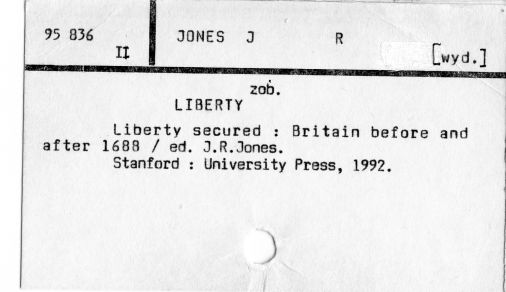 95 836
II
JONES J R
[wyd.]
zob.
LIBERTY
Liberty secured : Britain before and
after 1688 / ed. J.R.Jones.
Stanford : University Press, 1992.